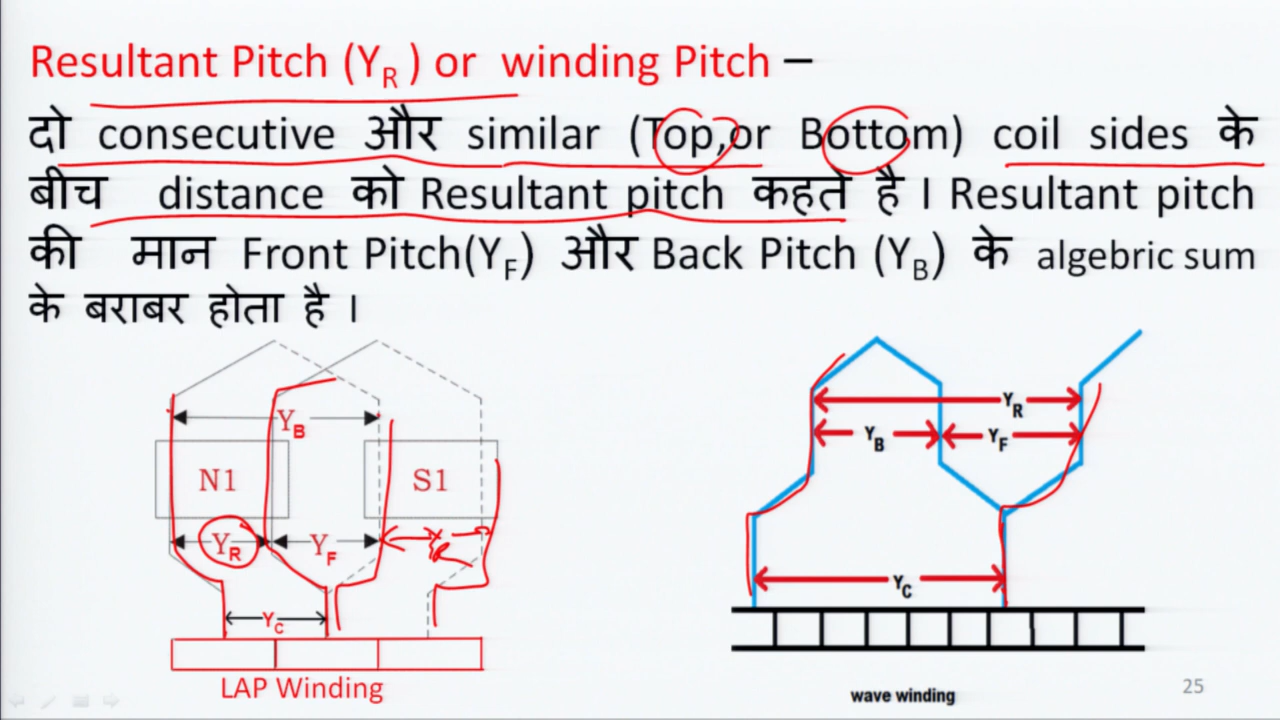 Resultant Pitch (YR) or winding Pitch –
दो consecutive और similar (Top,or Bottom) coil sides के
बीच distance को Resultant pitch कहते है । Resultant pitch
की मान Front Pitch(YF) और Back Pitch (YB) के algebric sum
के बराबर होता है ।
YB
N1 S1
YR YF
YC
LAP Winding
YR
YB YF
YC
wave winding
25